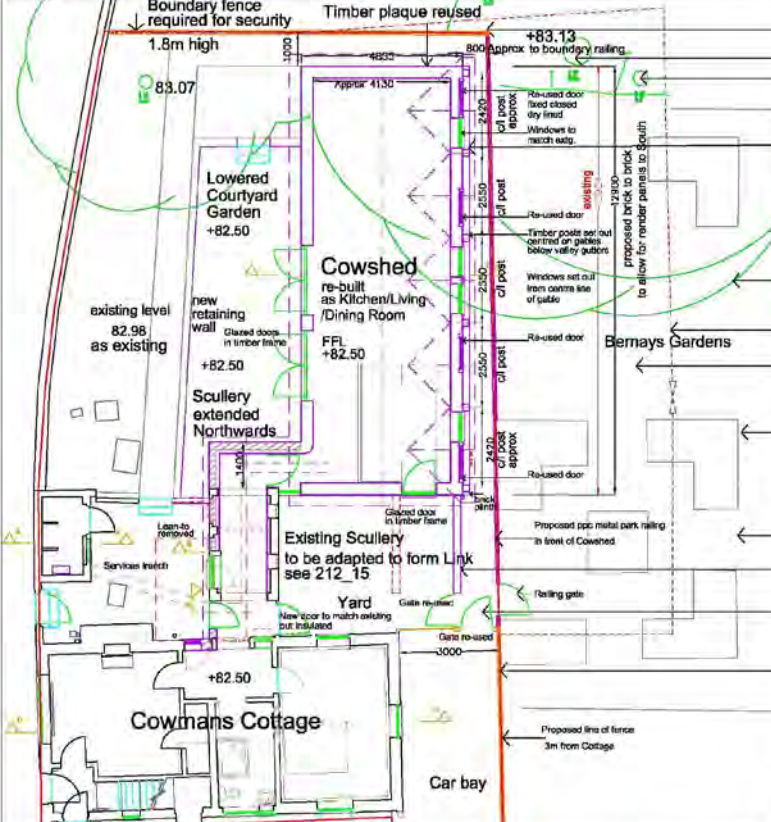 Boundary fence
required for security
1.8m high
Timber plaque reused
+83.13
800 Approx to boundary railing
1000
4835
Approx 4130
83.07
2420
c/l post
approx
Re-used door
fixed closed
dry lined
Windows to
match extg.
Lowered
Courtyard
Garden
+82.50
2550
c/l post
Re-used door
Timber posts set out
centred on gables
below valley gutters
existing
12900
proposed brick to brick
to allow for render panels to South
Cowshed
re-built
as Kitchen/Living
/Dining Room
FFL
+82.50
2550
c/l post
Windows set out
from centre line
of gable
existing level
82.98
as existing
new
retaining
wall
Glazed doors
in timber frame
+82.50
Re-used door
Bernays Gardens
2550
c/l post
Scullery
extended
Northwards
1400
2420
c/l post
approx
Re-used door
brick
plinth
Glazed door
in timber frame
Lean-to
removed
Services trench
Existing Scullery
to be adapted to form Link
see 212_15
Proposed ppc metal park railing
in front of Cowshed
Yard
Gate re-used
Railing gate
New door to match existing
but insulated
Gate re-used
3000
+82.50
Cowmans Cottage
Proposed line of fence
3m from Cottage
Car bay